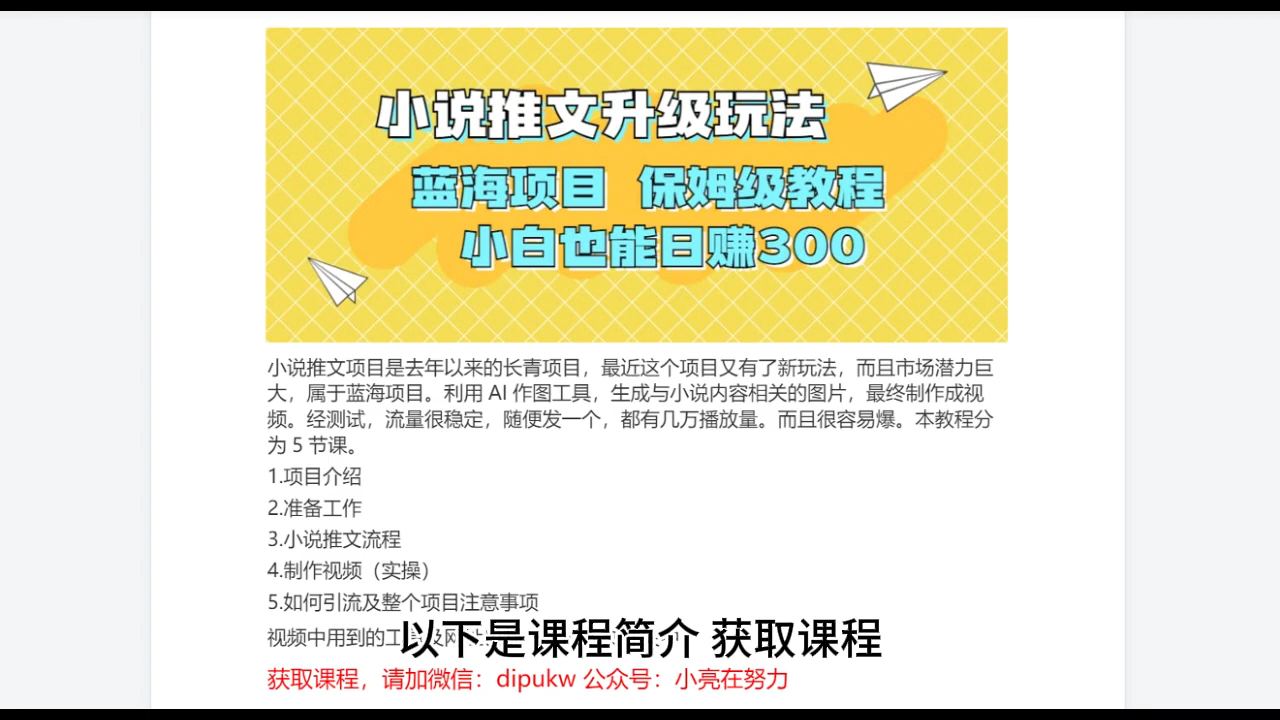 小说推文升级玩法
蓝海项目 保姆级教程
小白也能日赚300
小说推文项目是去年以来的长青项目，最近这个项目又有了新玩法，而且市场潜力巨
大，属于蓝海项目。利用 AI 作图工具，生成与小说内容相关的图片，最终制作成视
频。经测试，流量很稳定，随便发一个，都有几万播放量。而且很容易爆。本教程分
为 5 节课。
1.项目介绍
2.准备工作
3.小说推文流程
4.制作视频（实操）
5.如何引流及整个项目注意事项
视频中用到的工
以下是课程简介 获取课程
获取课程，请加微信：dipukw 公众号：小亮在努力